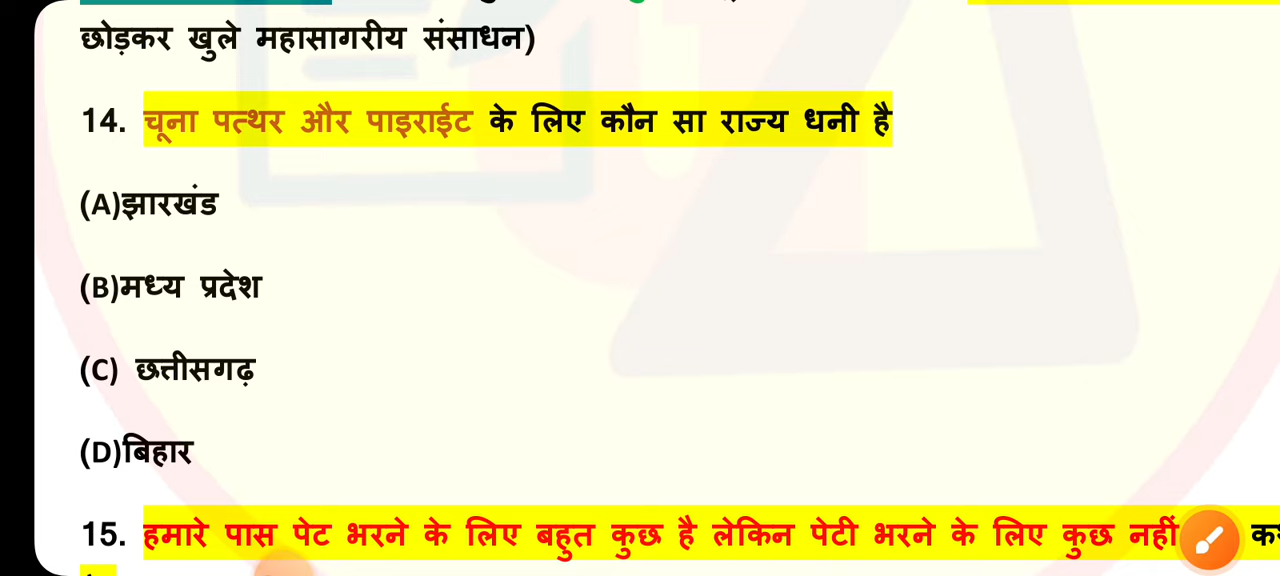 छोड़कर खुले महासागरीय संसाधन)
14. चूना पत्थर और पाइराईट के लिए कौन सा राज्य धनी है
(A)झारखंड
(B)मध्य प्रदेश
(C) छत्तीसगढ़
(D)बिहार
15. हमारे पास पेट भरने के लिए बहुत कुछ है लेकिन पेटी भरने के लिए कुछ नहीं